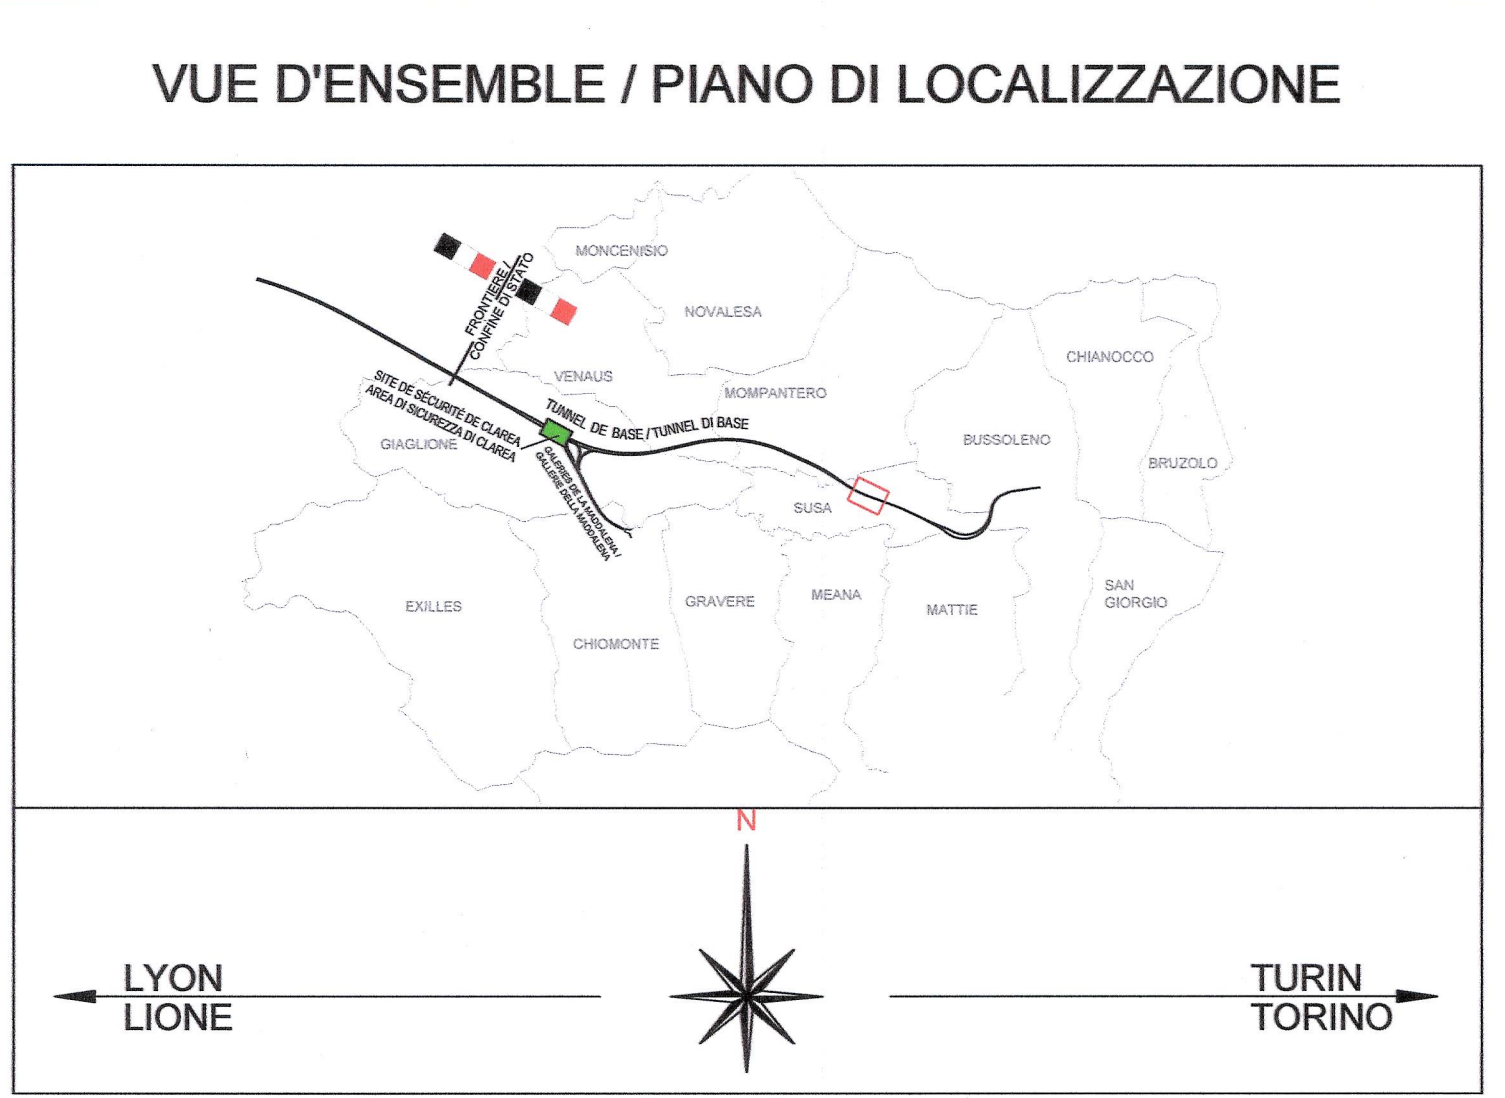 VUE D'ENSEMBLE / PIANO DI LOCALIZZAZIONE
MONCENISIO
FRONTIERE /
CONFINE DI STATO
NOVALESA
CHIANOCCO
VENAUS
SITE DE SÉCURITÉ DE CLAREA
AREA DI SICUREZZA DI CLAREA
MOMPANTERO
TUNNEL DE BASE / TUNNEL DI BASE
GIAGLIONE
BUSSOLENO
BRUZOLO
GALERIES DE LA MADDALENA /
GALLERIE DELLA MADDALENA
SUSA
EXILLES
CHIOMONTE
GRAVERE
MEANA
MATTIE
SAN
GIORGIO
N
LYON
LIONE
TURIN
TORINO